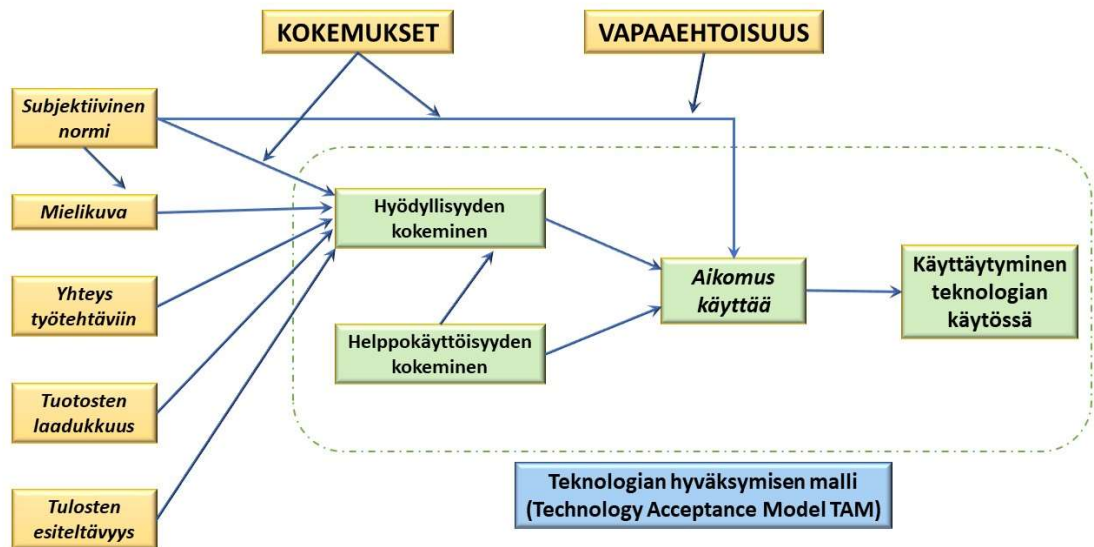 KOKEMUKSET
VAPAAEHTOISUUS
Subjektiivinen
normi
Mielikuva
Yhteys
työtehtäviin
Tuotosten
laadukkuus
Tulosten
esiteltävyys
Hyödyllisyyden
kokeminen
Helppokäyttöisyyden
kokeminen
Aikomus
käyttää
Käyttäytyminen
teknologian
käytössä
Teknologian hyväksymisen malli
(Technology Acceptance Model TAM)